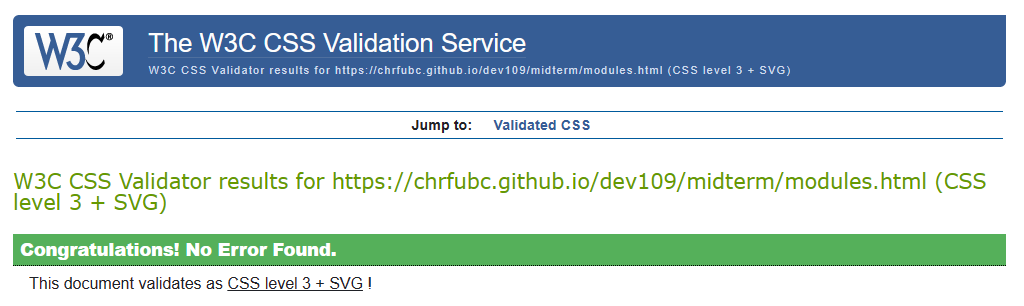 W3C®
The W3C CSS Validation Service
W3C CSS Validator results for https://chrfubc.github.io/dev109/midterm/modules.html (CSS level 3 + SVG)
Jump to: Validated CSS
W3C CSS Validator results for https://chrfubc.github.io/dev109/midterm/modules.html (CSS
level 3 + SVG)
Congratulations! No Error Found.
This document validates as CSS level 3 + SVG !